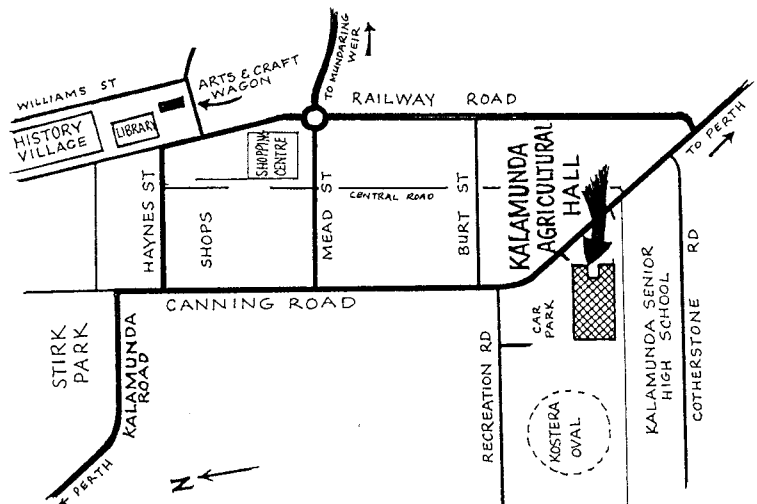 WILLIAMS ST
ARTS & CRAFT
WAGON
TO MUNDARING
WEIR
RAILWAY ROAD
HISTORY
VILLAGE
LIBRARY
SHOPPING
CENTRE
TO PERTH
HAYNES ST
SHOPS
MEAD ST
CENTRAL ROAD
BURT ST
KALAMUNDA
AGRICULTURAL
HALL
CANNING ROAD
STIRK
PARK
KALAMUNDA
ROAD
CAR
PARK
RECREATION RD
KOSTERA
OVAL
KALAMUNDA SENIOR
HIGH SCHOOL
COTHERSTONE RD
PERTH
N